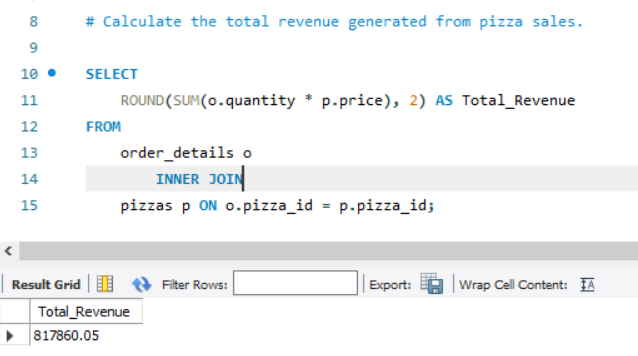 8 # Calculate the total revenue generated from pizza sales.
9
10 SELECT
11 ROUND(SUM(o.quantity * p.price), 2) AS Total_Revenue
12 FROM
13 order_details o
14 INNER JOIN
15 pizzas p ON o.pizza_id = p.pizza_id;
Result Grid Filter Rows: Export: Wrap Cell Content: IA
Total_Revenue
817860.05